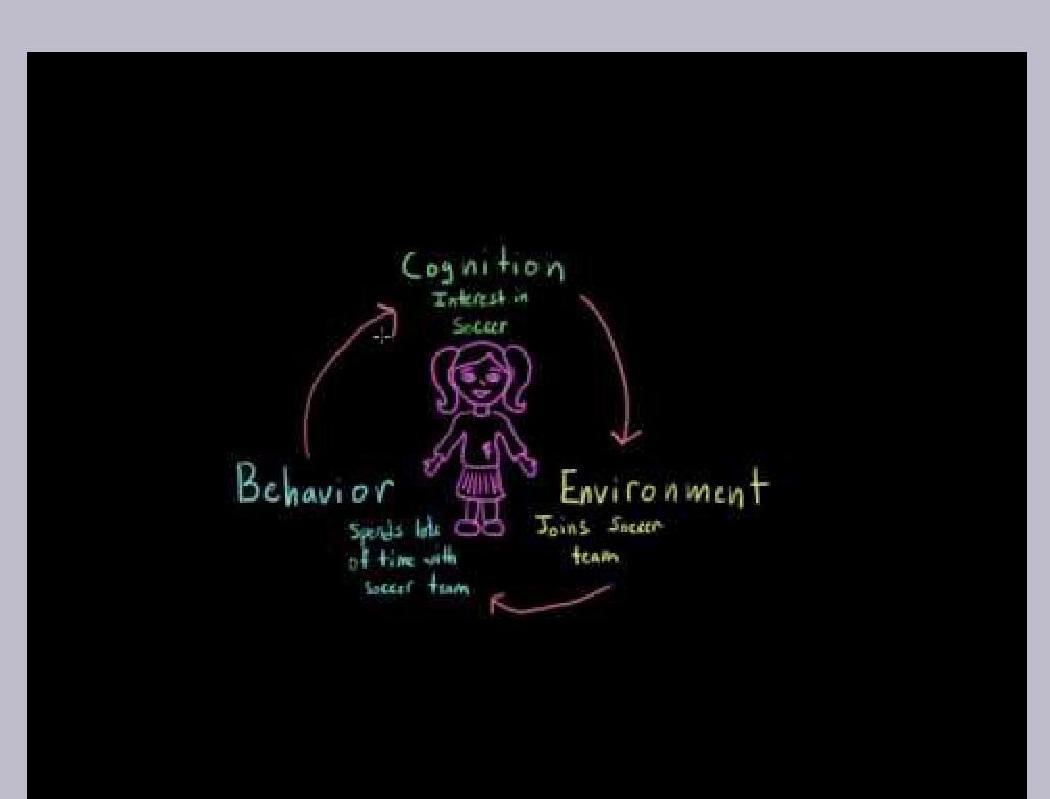 Cognition
Interest in
Soccer
Behavior
Spends lots
of time with
soccer team
Environment
Joins Soccer
team